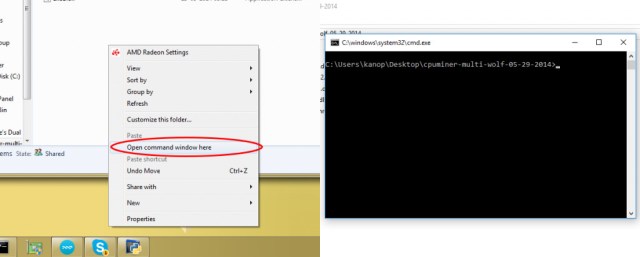 oup
sk (C:)
Panel
lin
e's Dual
-multi-
ems State: Shared
AMD Radeon Settings
View
Sort by
Group by
Refresh
Customize this folder...
Paste
Open command window here
Paste shortcut
Undo Move Ctrl+Z
Share with
New
Properties
-2014
C:\windows\system32\cmd.exe
C:\Users\kanop\Desktop\cpuminer-multi-wolf-05-29-2014>